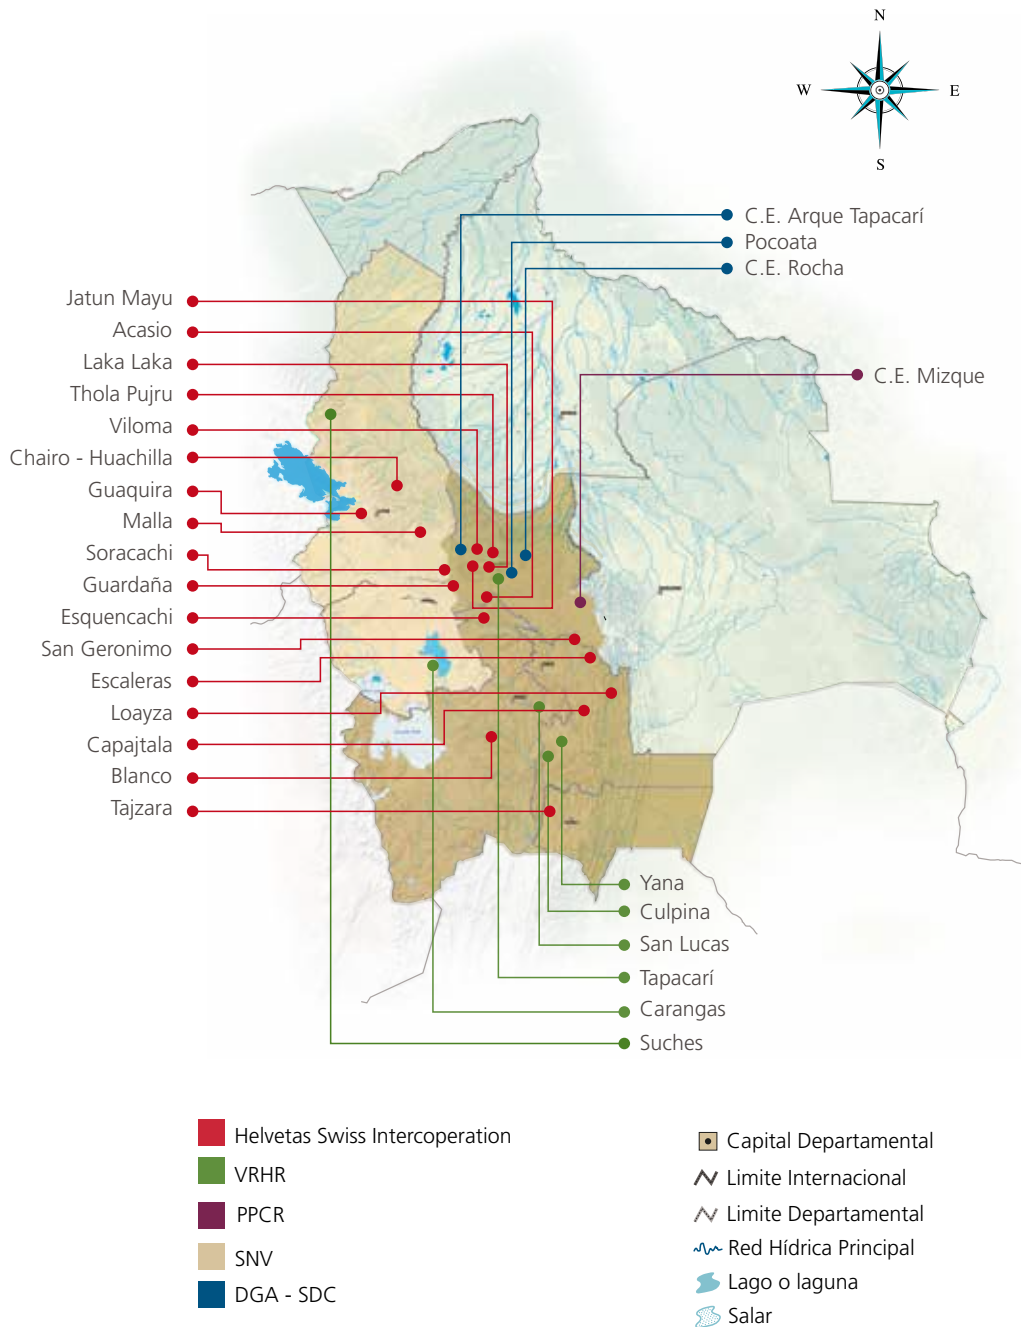 N
W
E
S
C.E. Arque Tapacarí
Pocoata
C.E. Rocha
C.E. Mizque
Jatun Mayu
Acasio
Laka Laka
Thola Pujru
Viloma
Chairo - Huachilla
Guaquira
Malla
Soracachi
Guardaña
Esquencachi
San Geronimo
Escaleras
Loayza
Capajtala
Blanco
Tajzara
Yana
Culpina
San Lucas
Tapacarí
Carangas
Suches
Helvetas Swiss Intercoperation
VRHR
PPCR
SNV
DGA - SDC
Capital Departamental
Limite Internacional
Limite Departamental
Red Hídrica Principal
Lago o laguna
Salar